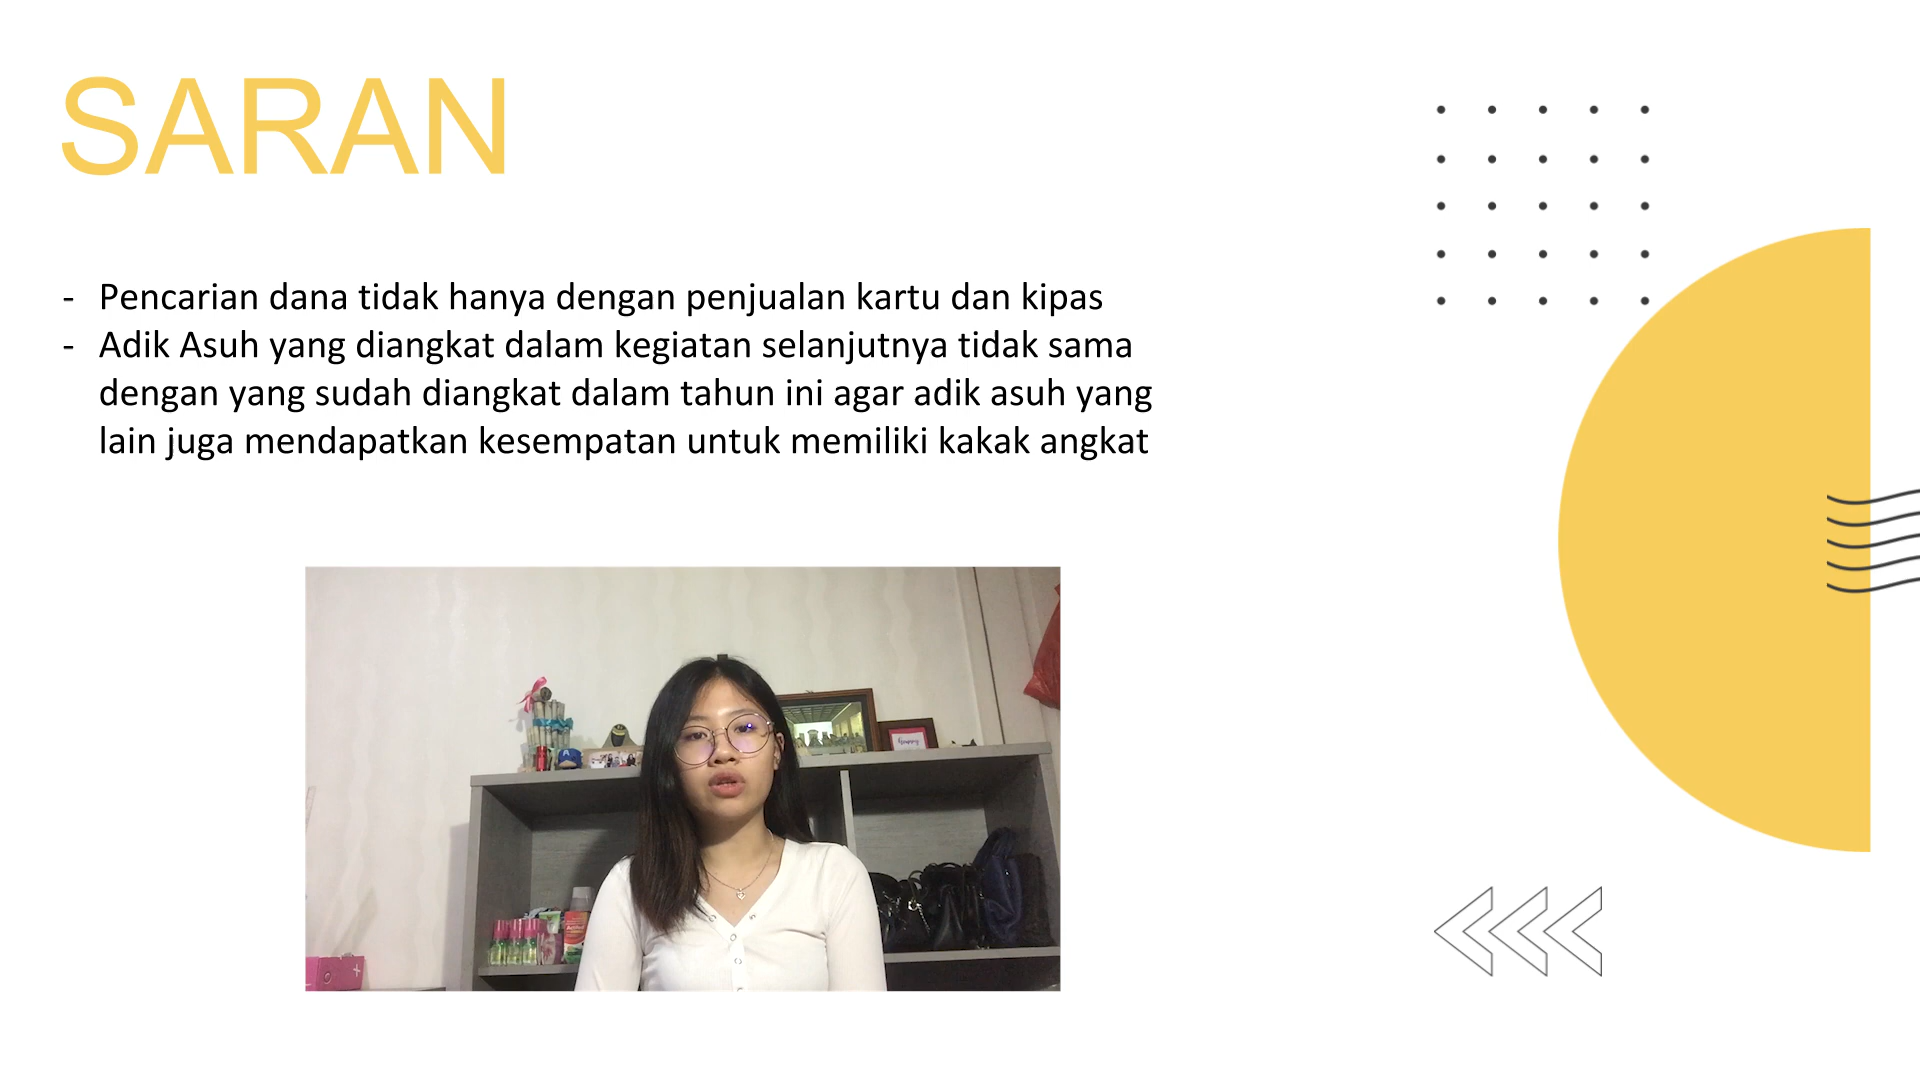 SARAN
- Pencarian dana tidak hanya dengan penjualan kartu dan kipas
- Adik Asuh yang diangkat dalam kegiatan selanjutnya tidak sama
dengan yang sudah diangkat dalam tahun ini agar adik asuh yang
lain juga mendapatkan kesempatan untuk memiliki kakak angkat